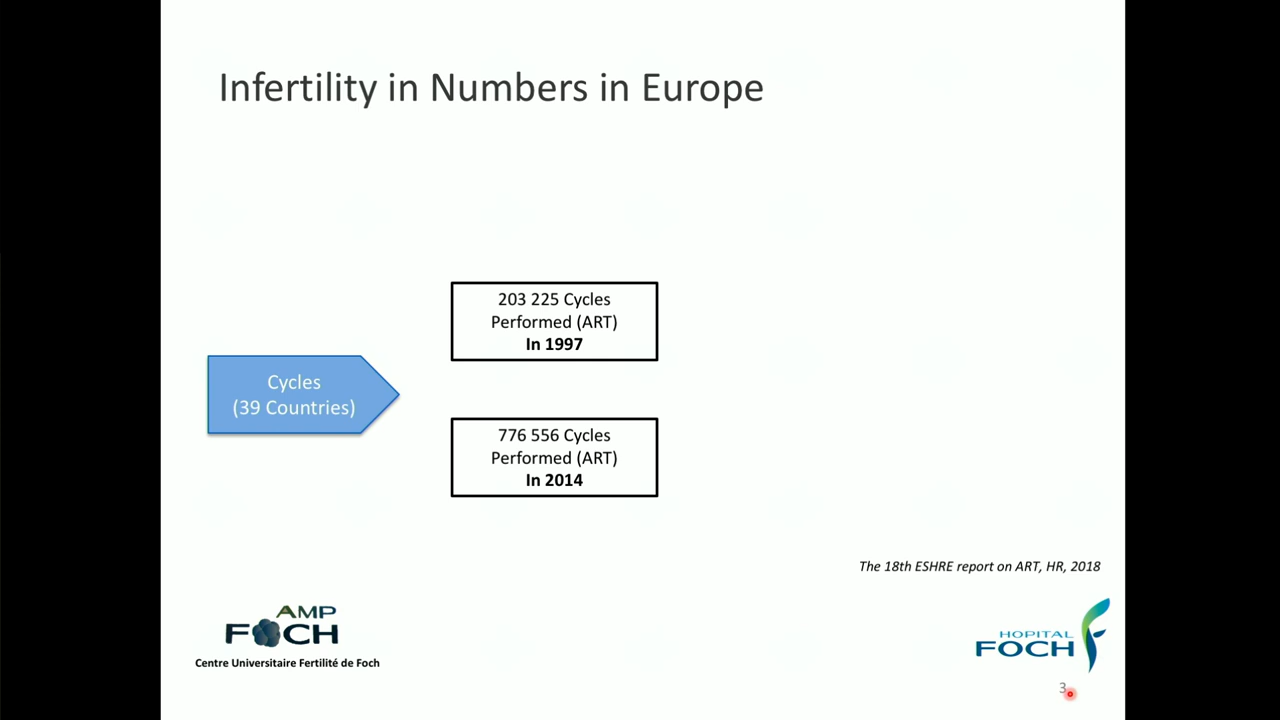 Infertility in Numbers in Europe
203 225 Cycles
Performed (ART)
In 1997
Cycles
(39 Countries)
776 556 Cycles
Performed (ART)
In 2014
The 18th ESHRE report on ART, HR, 2018
AMP
FOCH
Centre Universitaire Fertilité de Foch
HOPITAL
FOCH
3